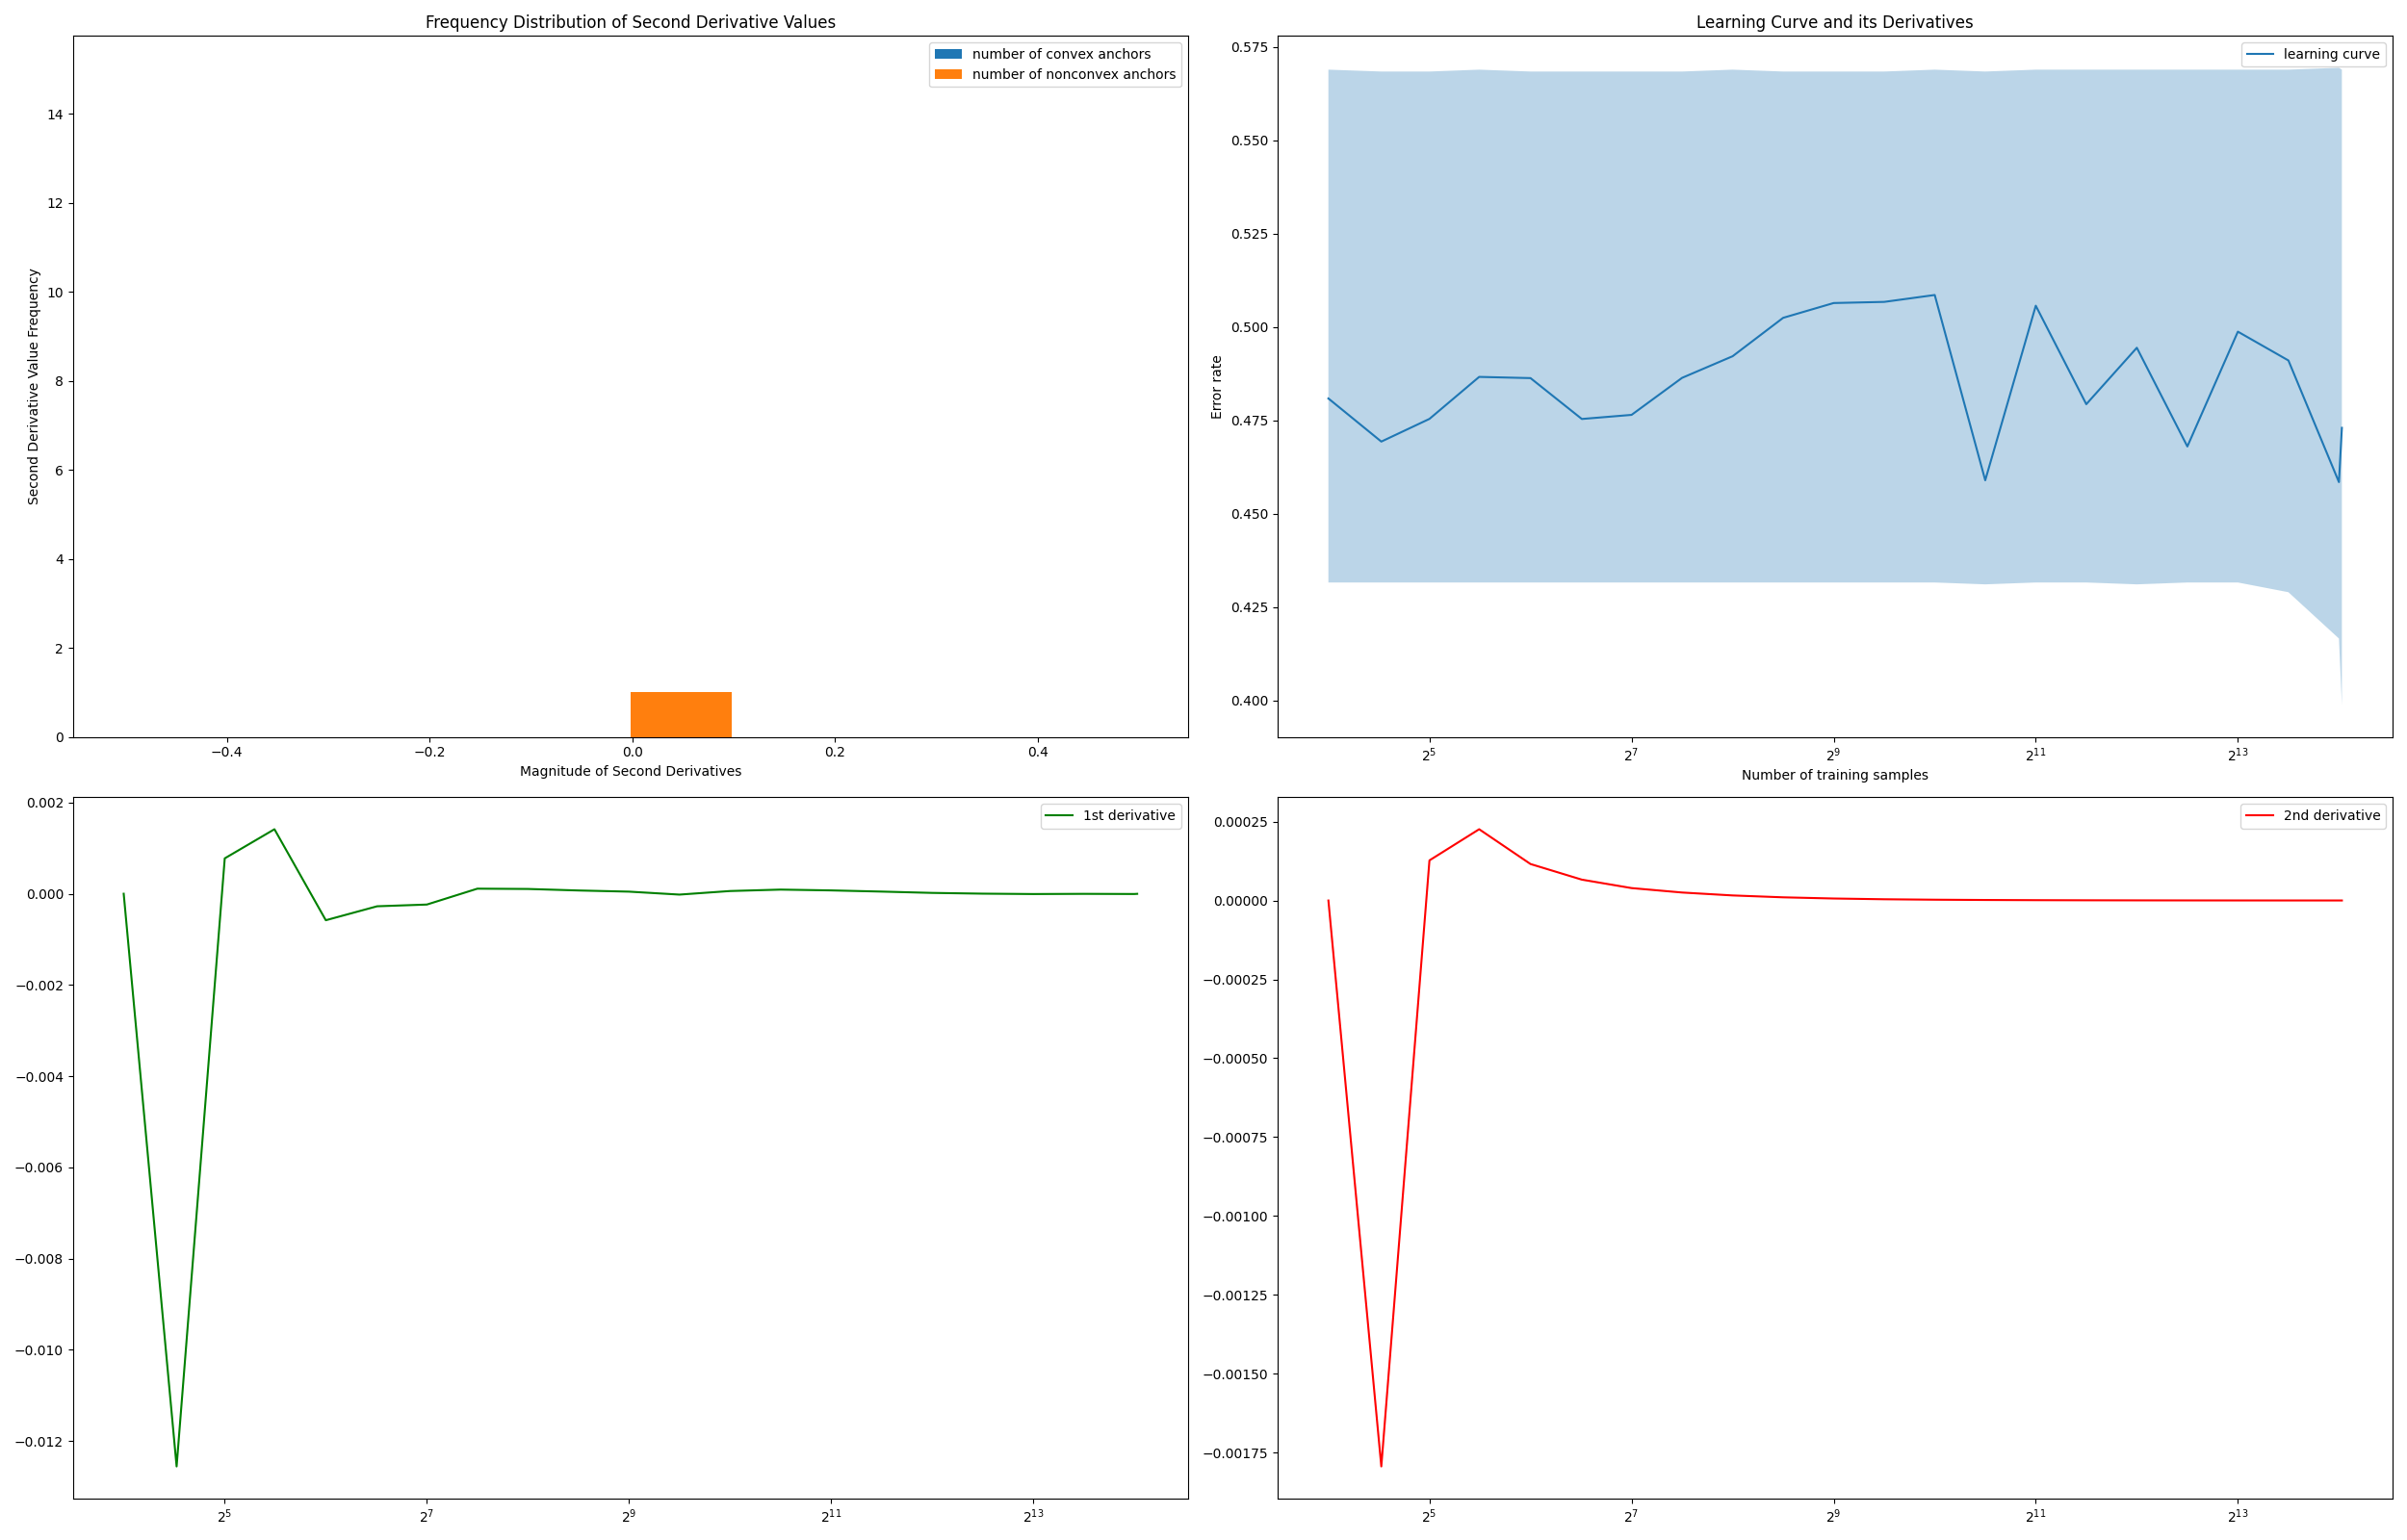 Frequency Distribution of Second Derivative Values
number of convex anchors
number of nonconvex anchors
14
12
10
8
6
4
2
0
Second Derivative Value Frequency
−0.4 −0.2 0.0 0.2 0.4
Magnitude of Second Derivatives
Learning Curve and its Derivatives
learning curve
0.575
0.550
0.525
0.500
0.475
0.450
0.425
0.400
Error rate
2^5 2^7 2^9 2^11 2^13
Number of training samples
1st derivative
0.002
0.000
−0.002
−0.004
−0.006
−0.008
−0.010
−0.012
2^5 2^7 2^9 2^11 2^13
2nd derivative
0.00025
0.00000
−0.00025
−0.00050
−0.00075
−0.00100
−0.00125
−0.00150
−0.00175
2^5 2^7 2^9 2^11 2^13